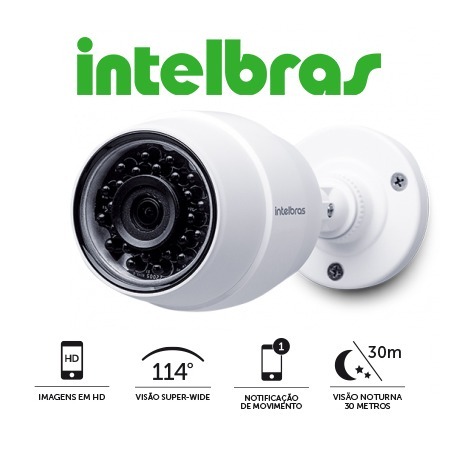 intelbras
intelbras
HD
114°
1
30m
IMAGENS EM HD
VISÃO SUPER-WIDE
NOTIFICAÇÃO
DE MOVIMENTO
VISÃO NOTURNA
30 METROS